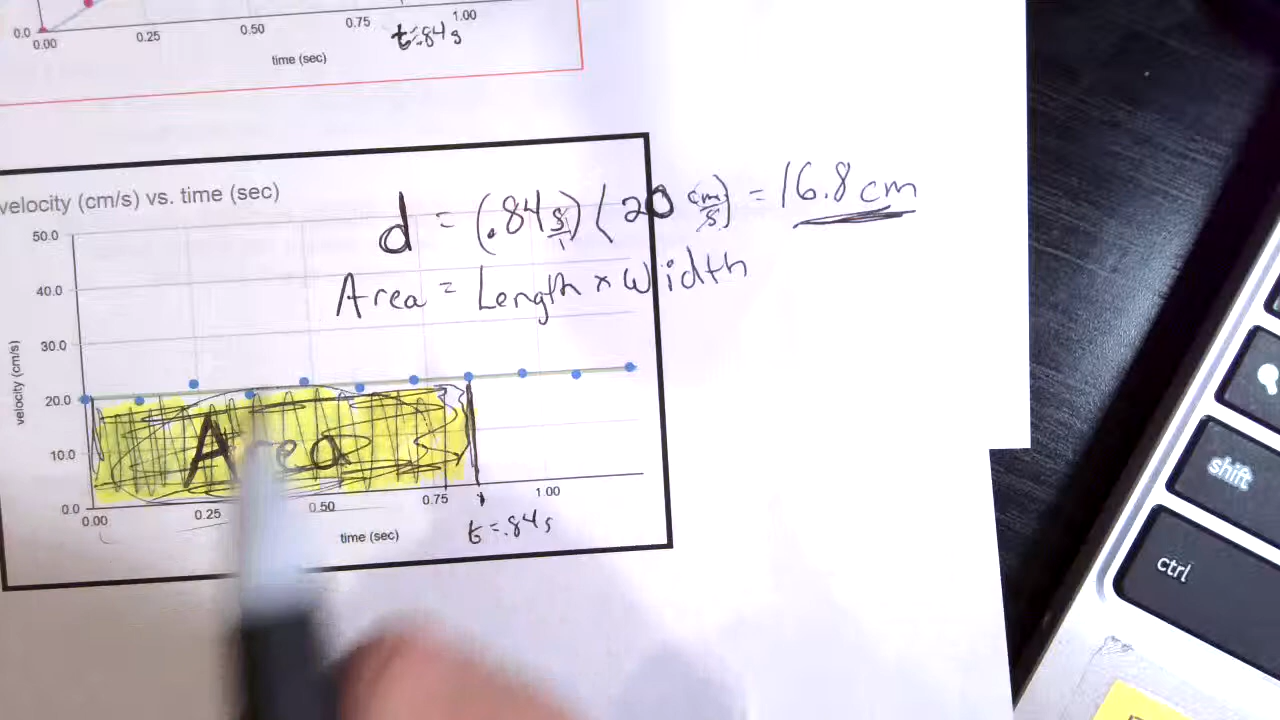 0.0
0.00 0.25 0.50 0.75 1.00
t=.84s
time (sec)
velocity (cm/s) vs. time (sec)
d = (.84 s/1) (20 cm/s) = 16.8 cm
Area = Length x width
50.0
40.0
30.0
20.0
10.0
0.0
velocity (cm/s)
Area
0.00 0.25 0.50 0.75 1.00
time (sec)
t=.84s
shift
ctrl